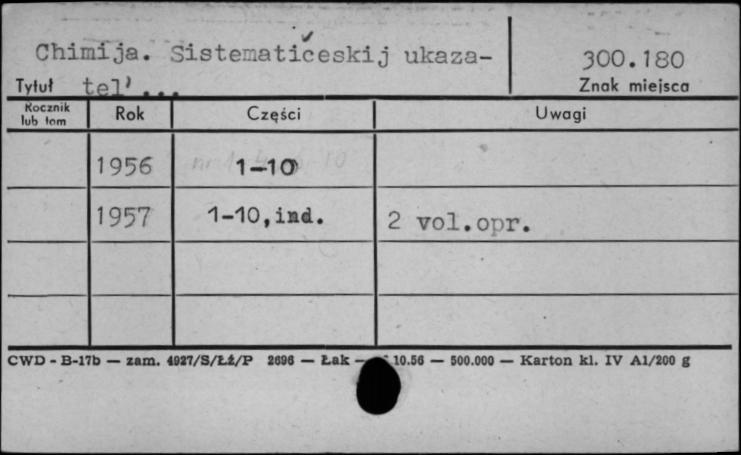 Chimija. Sistematičeskij ukaza-
300.180
Tytuł tel' ...
Znak miejsca
Rocznik lub tom Rok Części Uwagi
1956 1-10
1957 1-10,ind. 2 vol.opr.
CWD - B-17b — zam. 4927/S/ŁŻ/P 2696 — Łak — 10.56 — 500.000 — Karton kl. IV A1/200 g